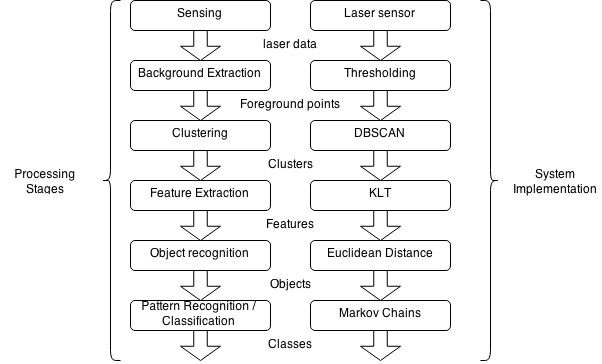 Sensing
Laser sensor
laser data
Background Extraction
Thresholding
Foreground points
Clustering
DBSCAN
Clusters
Processing
Stages
System
Implementation
Feature Extraction
KLT
Features
Object recognition
Euclidean Distance
Objects
Pattern Recognition /
Classification
Markov Chains
Classes